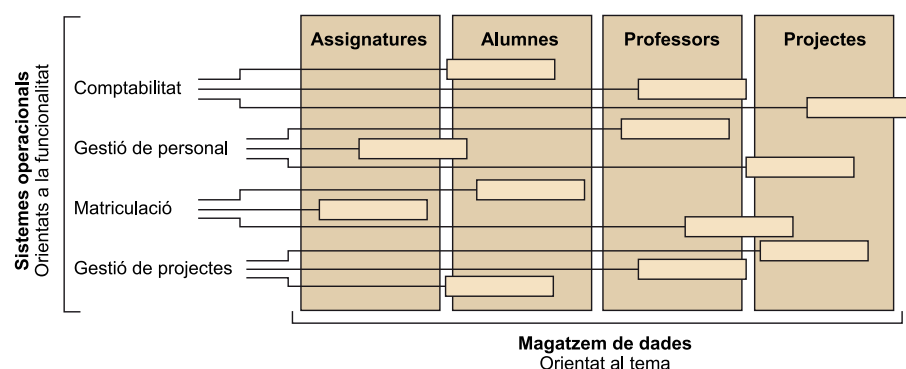 Assignatures
Alumnes
Professors
Projectes
Sistemes operacionals
Orientats a la funcionalitat
Comptabilitat
Gestió de personal
Matriculació
Gestió de projectes
Magatzem de dades
Orientat al tema